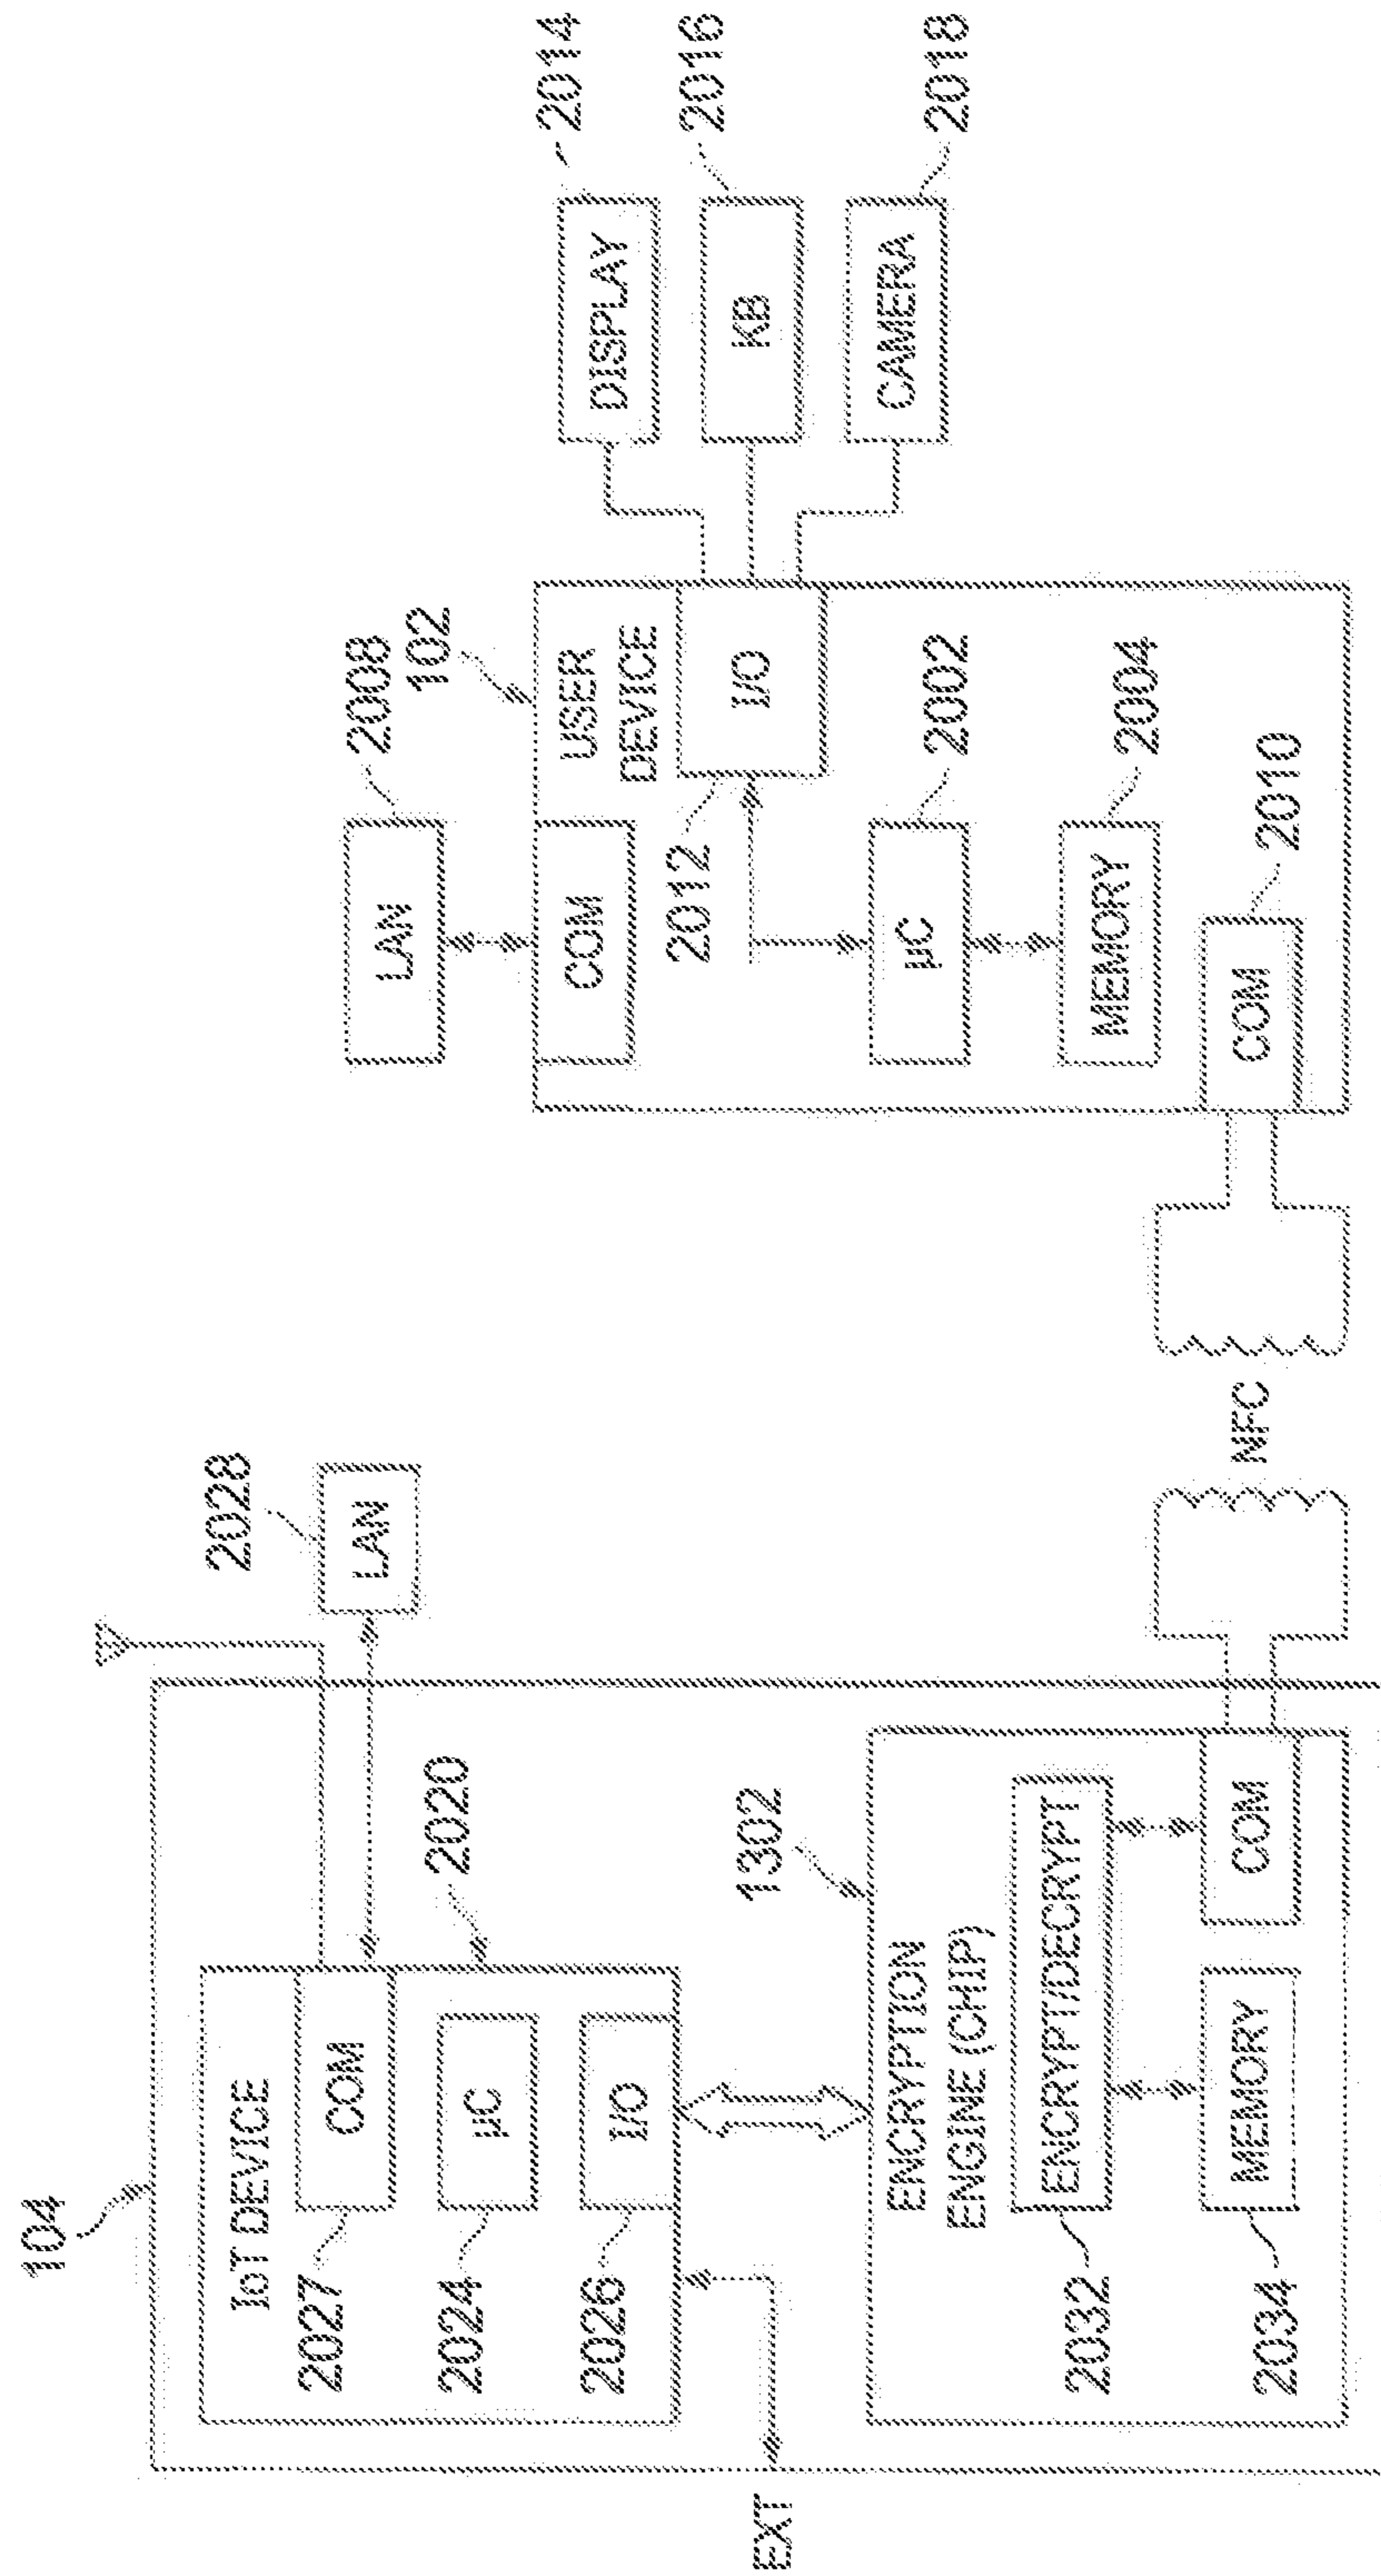 104
IoT DEVICE
2027
COM
2024
µC
2026
I/O
2020
2028
LAN
EXT
1302
ENCRYPTION
ENGINE (CHIP)
2032
ENCRYPT/DECRYPT
2034
MEMORY
COM
NFC
2008
LAN
102
COM
USER
DEVICE
2012
I/O
2002
µC
2004
MEMORY
2010
COM
2014
DISPLAY
2016
KB
2018
CAMERA